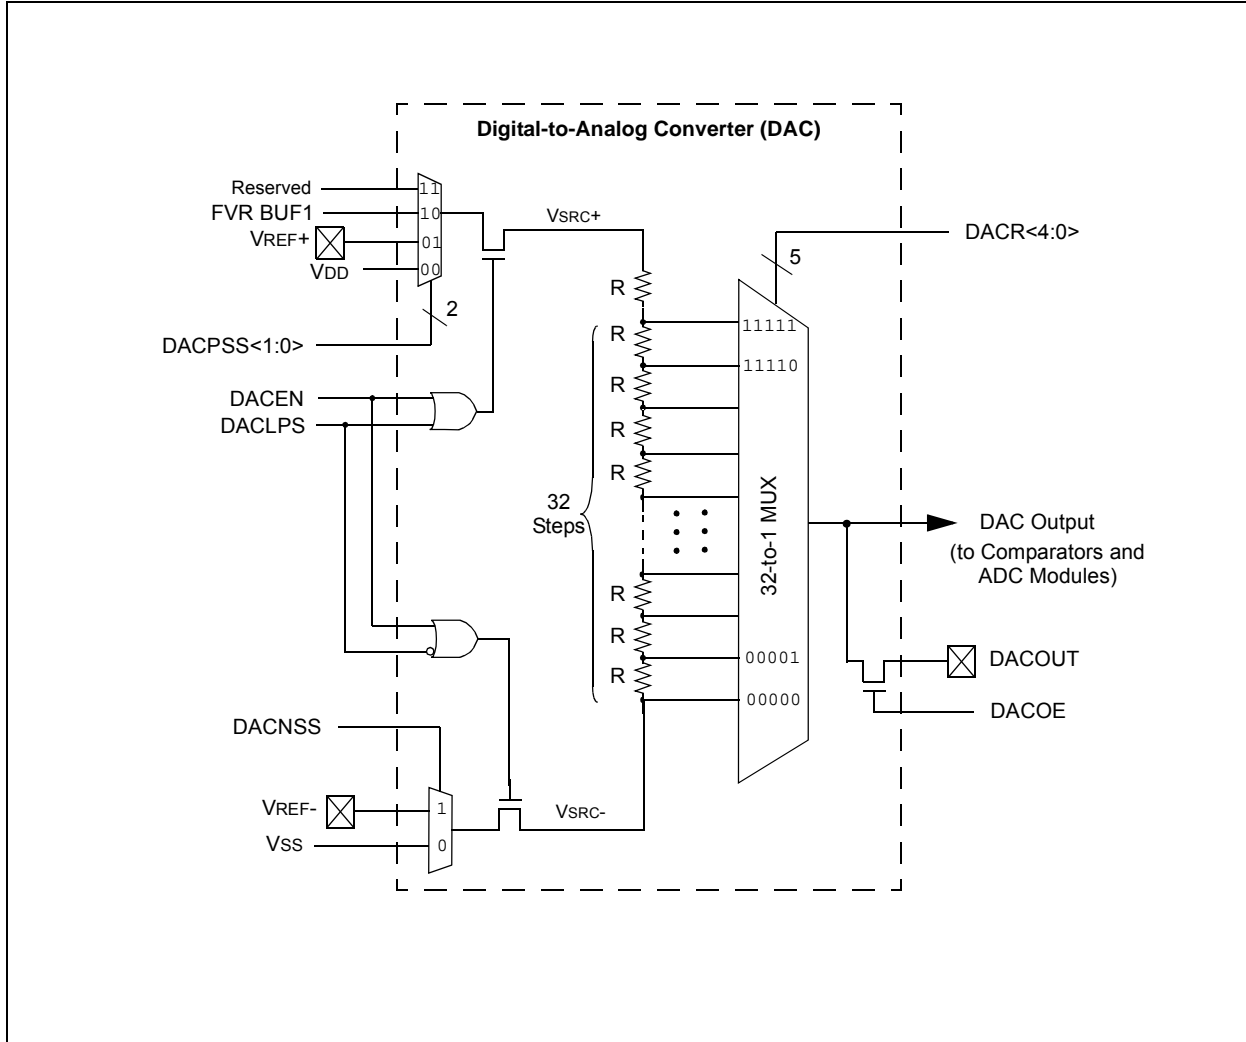 Digital-to-Analog Converter (DAC)
Reserved
11
FVR BUF1
10
VREF+
01
VDD
00
2
DACPSS<1:0>
DACEN
DACLPS
VSRC+
DACR<4:0>
5
R
R
R
R
R
32
Steps
R
R
R
11111
11110
32-to-1 MUX
00001
00000
DAC Output
(to Comparators and
ADC Modules)
DACOUT
DACOE
DACNSS
VREF-
1
VSS
0
VSRC-